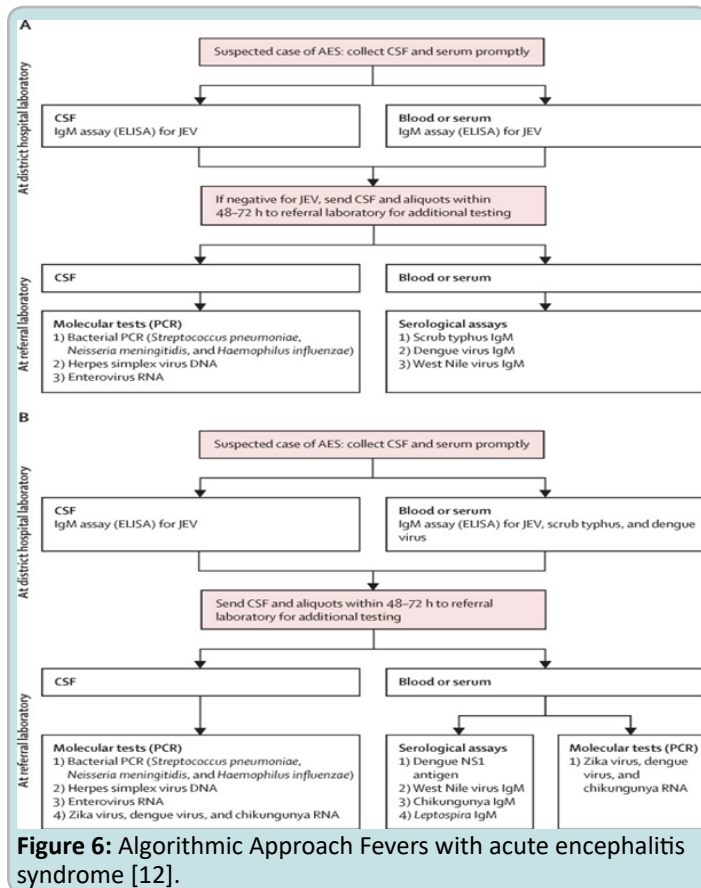 A
Suspected case of AES: collect CSF and serum promptly
At district hospital laboratory
CSF
IgM assay (ELISA) for JEV
Blood or serum
IgM assay (ELISA) for JEV
If negative for JEV, send CSF and aliquots within
48–72 h to referral laboratory for additional testing
At referral laboratory
CSF
Blood or serum
Molecular tests (PCR)
1) Bacterial PCR (Streptococcus pneumoniae,
Neisseria meningitidis, and Haemophilus influenzae)
2) Herpes simplex virus DNA
3) Enterovirus RNA
Serological assays
1) Scrub typhus IgM
2) Dengue virus IgM
3) West Nile virus IgM
B
Suspected case of AES: collect CSF and serum promptly
At district hospital laboratory
CSF
IgM assay (ELISA) for JEV
Blood or serum
IgM assay (ELISA) for JEV, scrub typhus, and dengue
virus
Send CSF and aliquots within 48–72 h to referral
laboratory for additional testing
At referral laboratory
CSF
Blood or serum
Molecular tests (PCR)
1) Bacterial PCR (Streptococcus pneumoniae,
Neisseria meningitidis, and Haemophilus influenzae)
2) Herpes simplex virus DNA
3) Enterovirus RNA
4) Zika virus, dengue virus, and chikungunya RNA
Serological assays
1) Dengue NS1
antigen
2) West Nile virus IgM
3) Chikungunya IgM
4) Leptospira IgM
Molecular tests (PCR)
1) Zika virus, dengue
virus, and
chikungunya RNA
Figure 6: Algorithmic Approach Fevers with acute encephalitis
syndrome [12].